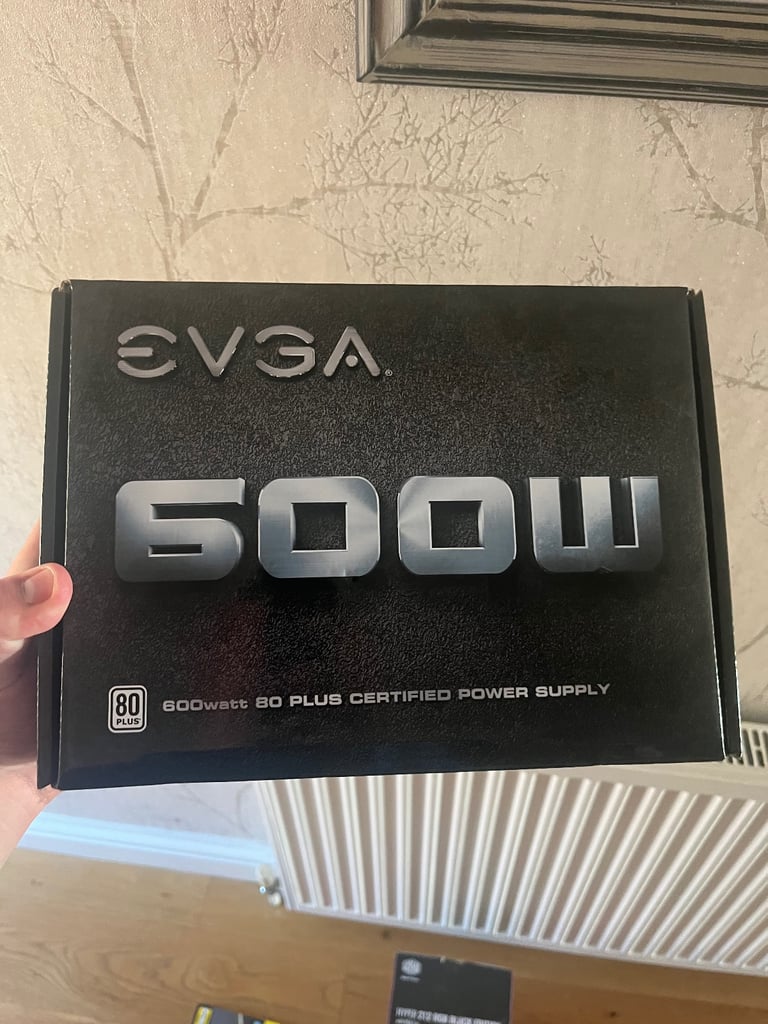 EVGA®
600W
80
PLUS®
600watt 80 PLUS CERTIFIED POWER SUPPLY